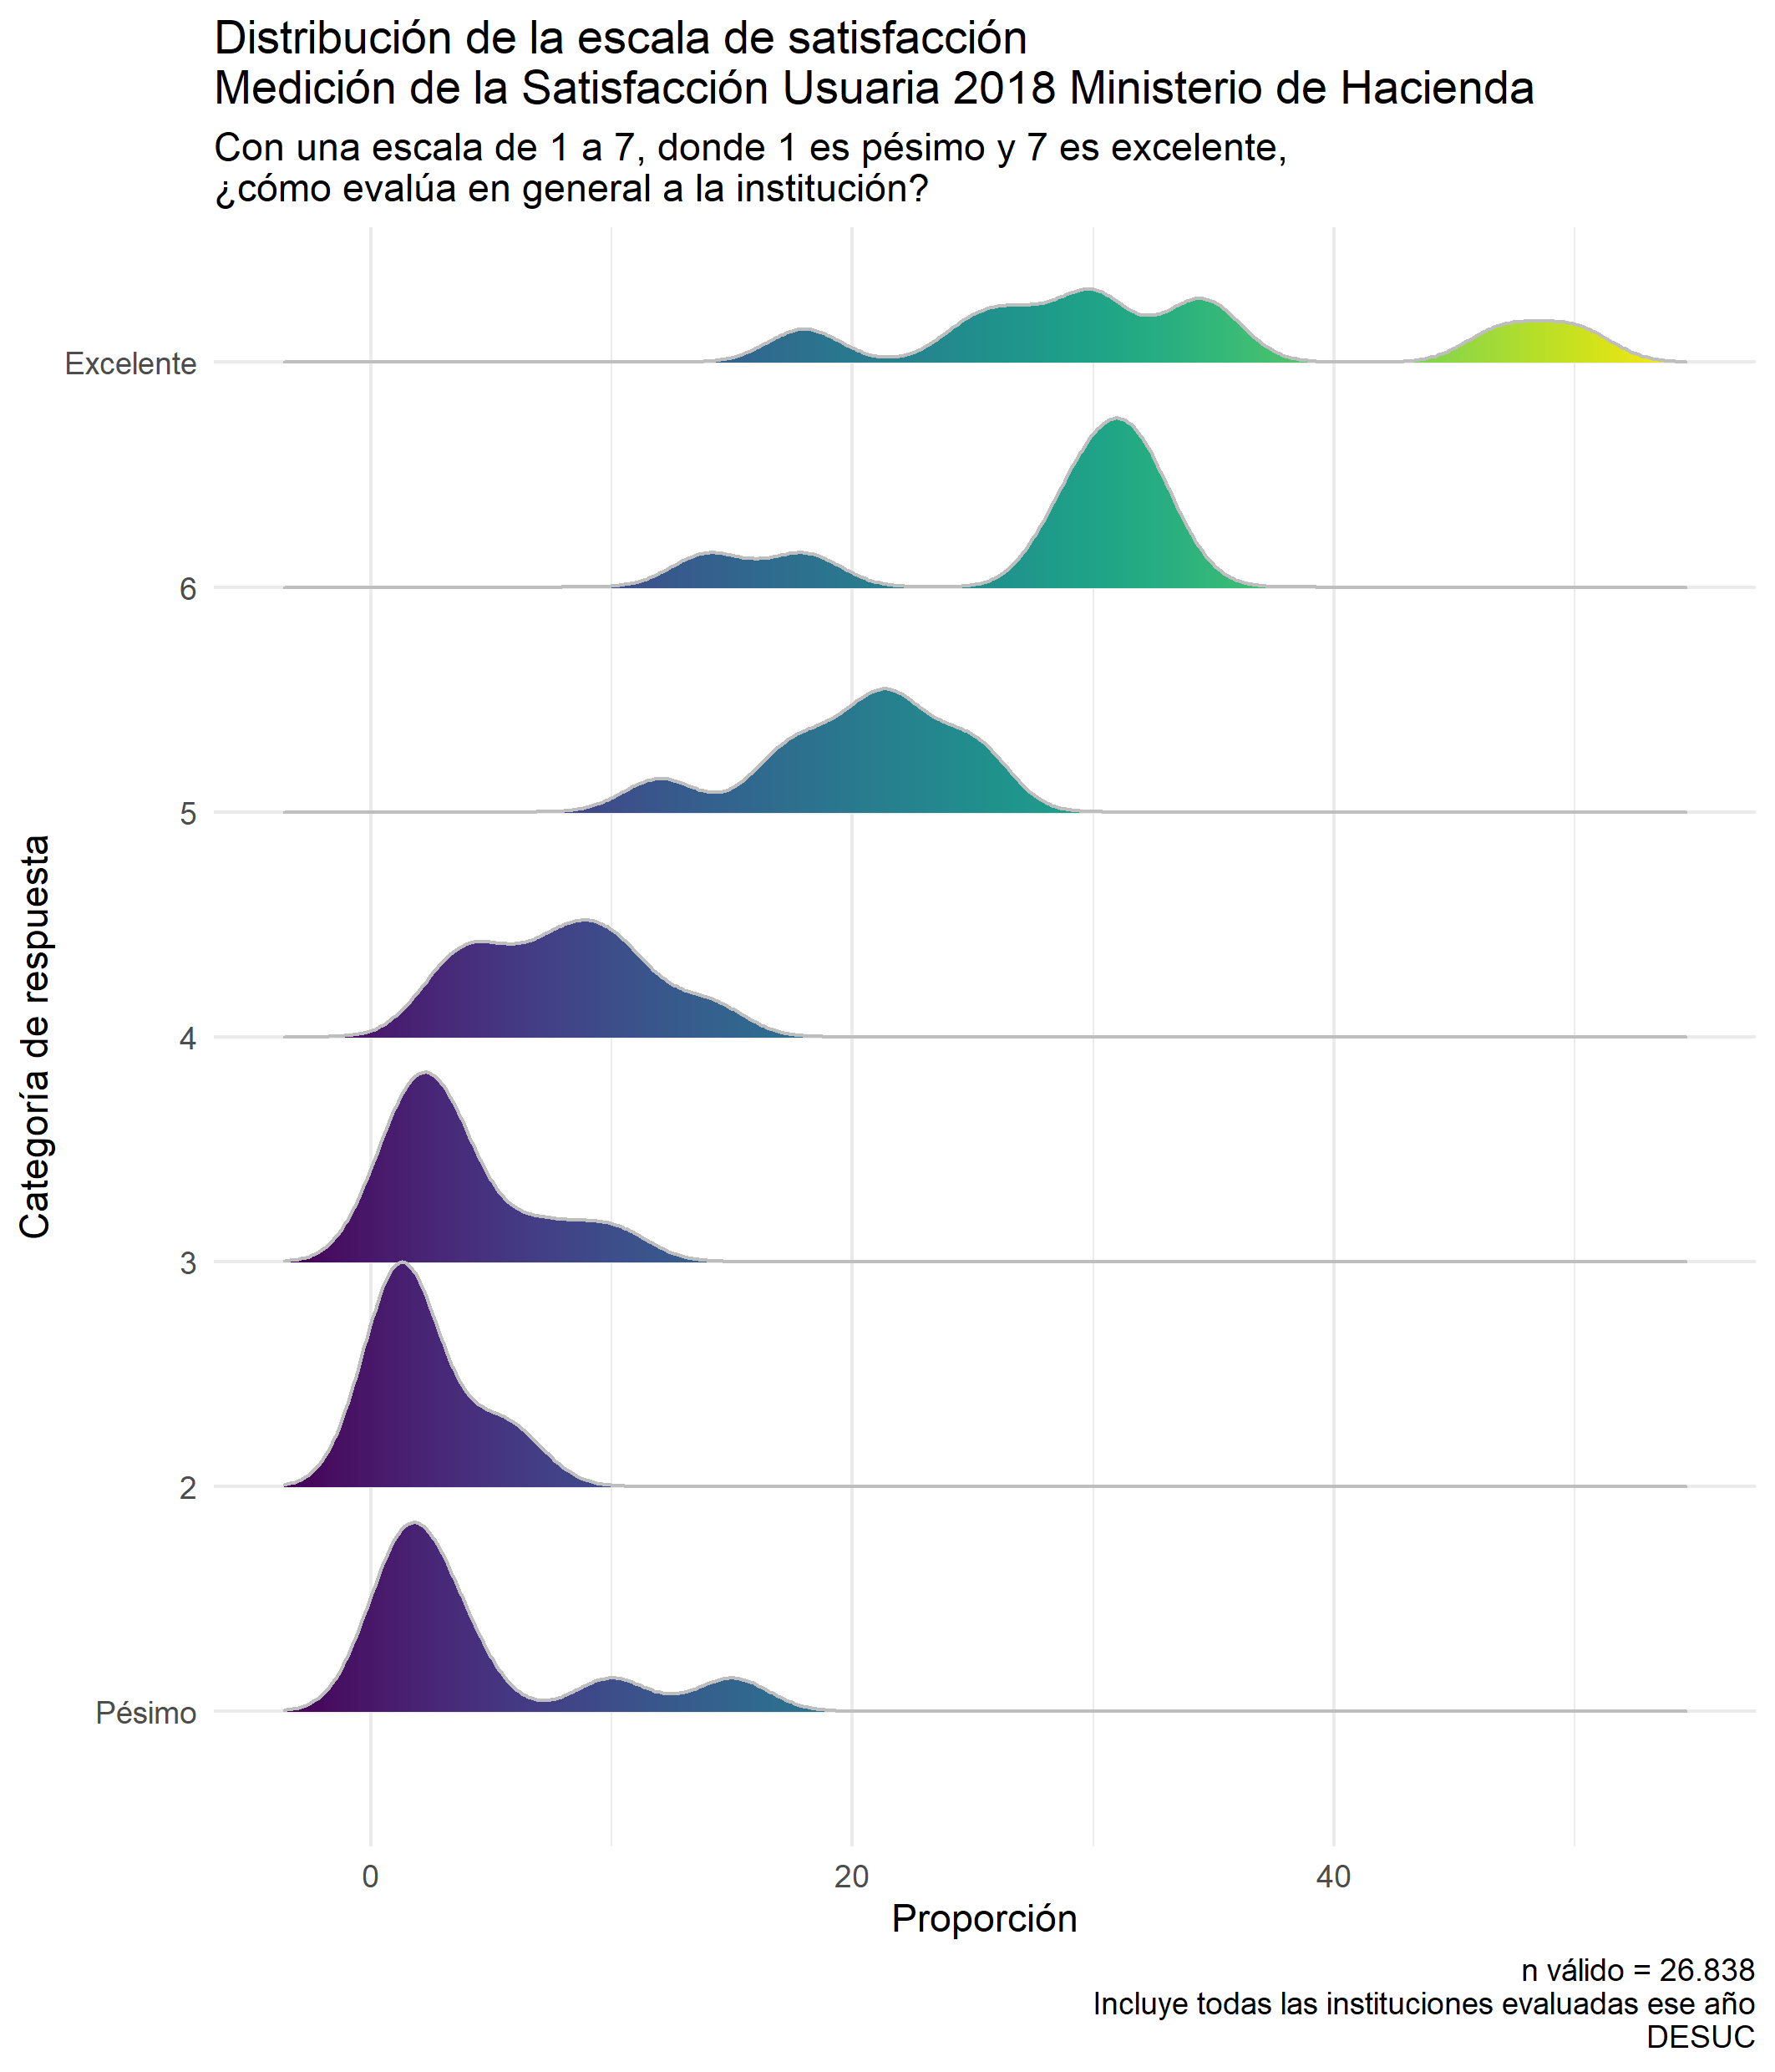 Distribución de la escala de satisfacción
Medición de la Satisfacción Usuaria 2018 Ministerio de Hacienda
Con una escala de 1 a 7, donde 1 es pésimo y 7 es excelente,
¿cómo evalúa en general a la institución?
Categoría de respuesta
Excelente
6
5
4
3
2
Pésimo
0
20
40
Proporción
n válido = 26.838
Incluye todas las instituciones evaluadas ese año
DESUC